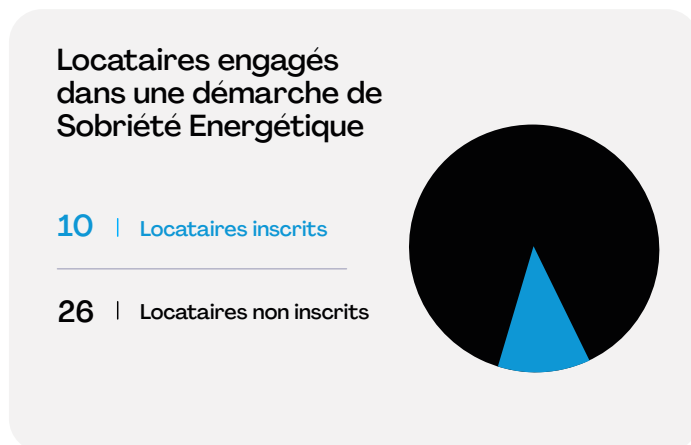 Locataires engagés
dans une démarche de
Sobriété Energétique
10 | Locataires inscrits
26 | Locataires non inscrits